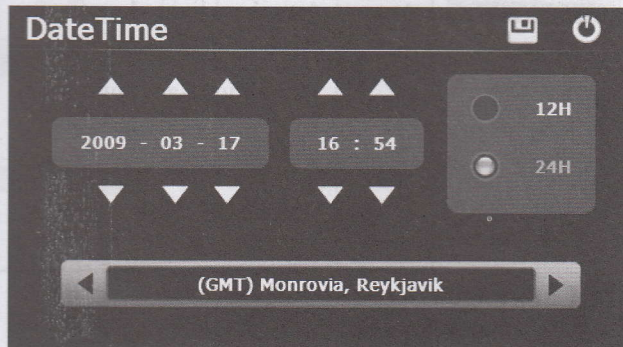 DateTime
2009 - 03 - 17
16 : 54
12H
24H
(GMT) Monrovia, Reykjavik